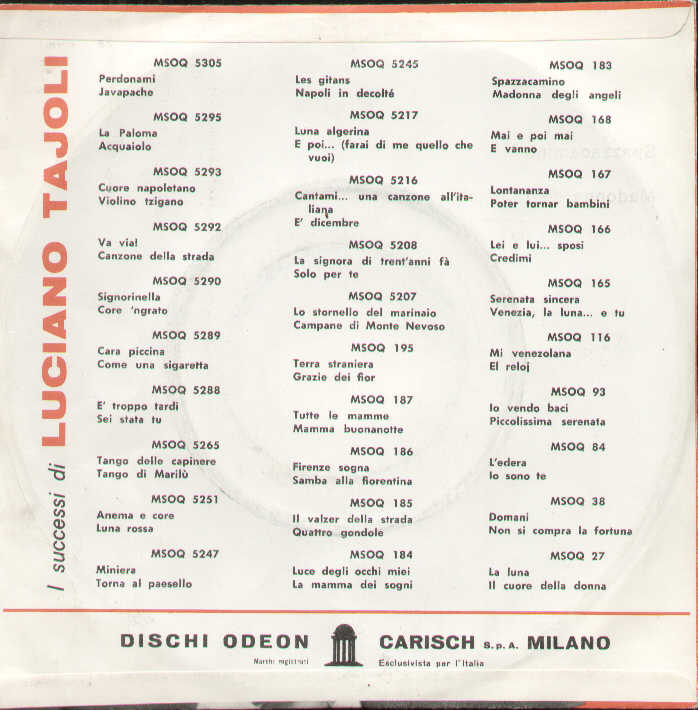 I successi di LUCIANO TAJOLI
MSOQ 5305
Perdonami
Javapache
MSOQ 5295
La Paloma
Acquaiolo
MSOQ 5293
Cuore napoletano
Violino tzigano
MSOQ 5292
Va via!
Canzone della strada
MSOQ 5290
Signorinella
Core 'ngrato
MSOQ 5289
Cara piccina
Come una sigaretta
MSOQ 5288
E' troppo tardi
Sei stata tu
MSOQ 5265
Tango delle capinere
Tango di Marilù
MSOQ 5251
Anema e core
Luna rossa
MSOQ 5247
Miniera
Torna al paesello
MSOQ 5245
Les gitans
Napoli in decolté
MSOQ 5217
Luna algerina
E poi... (farai di me quello che
vuoi)
MSOQ 5216
Cantami... una canzone all'ita-
liana
E' dicembre
MSOQ 5208
La signora di trent'anni fà
Solo per te
MSOQ 5207
Lo stornello del marinaio
Campane di Monte Nevoso
MSOQ 195
Terra straniera
Grazie dei fior
MSOQ 187
Tutte le mamme
Mamma buonanotte
MSOQ 186
Firenze sogna
Samba alla fiorentina
MSOQ 185
Il valzer della strada
Quattro gondole
MSOQ 184
Luce degli occhi miei
La mamma dei sogni
MSOQ 183
Spazzacamino
Madonna degli angeli
MSOQ 168
Mai e poi mai
E vanno
MSOQ 167
Lontananza
Poter tornar bambini
MSOQ 166
Lei e lui... sposi
Credimi
MSOQ 165
Serenata sincera
Venezia, la luna... e tu
MSOQ 116
Mi venezolana
El reloj
MSOQ 93
Io vendo baci
Piccolissima serenata
MSOQ 84
L'edera
Io sono te
MSOQ 38
Domani
Non si compra la fortuna
MSOQ 27
La luna
Il cuore della donna
DISCHI ODEON
Marchi registrati
CARISCH S.p.A. MILANO
Esclusivista per l'Italia